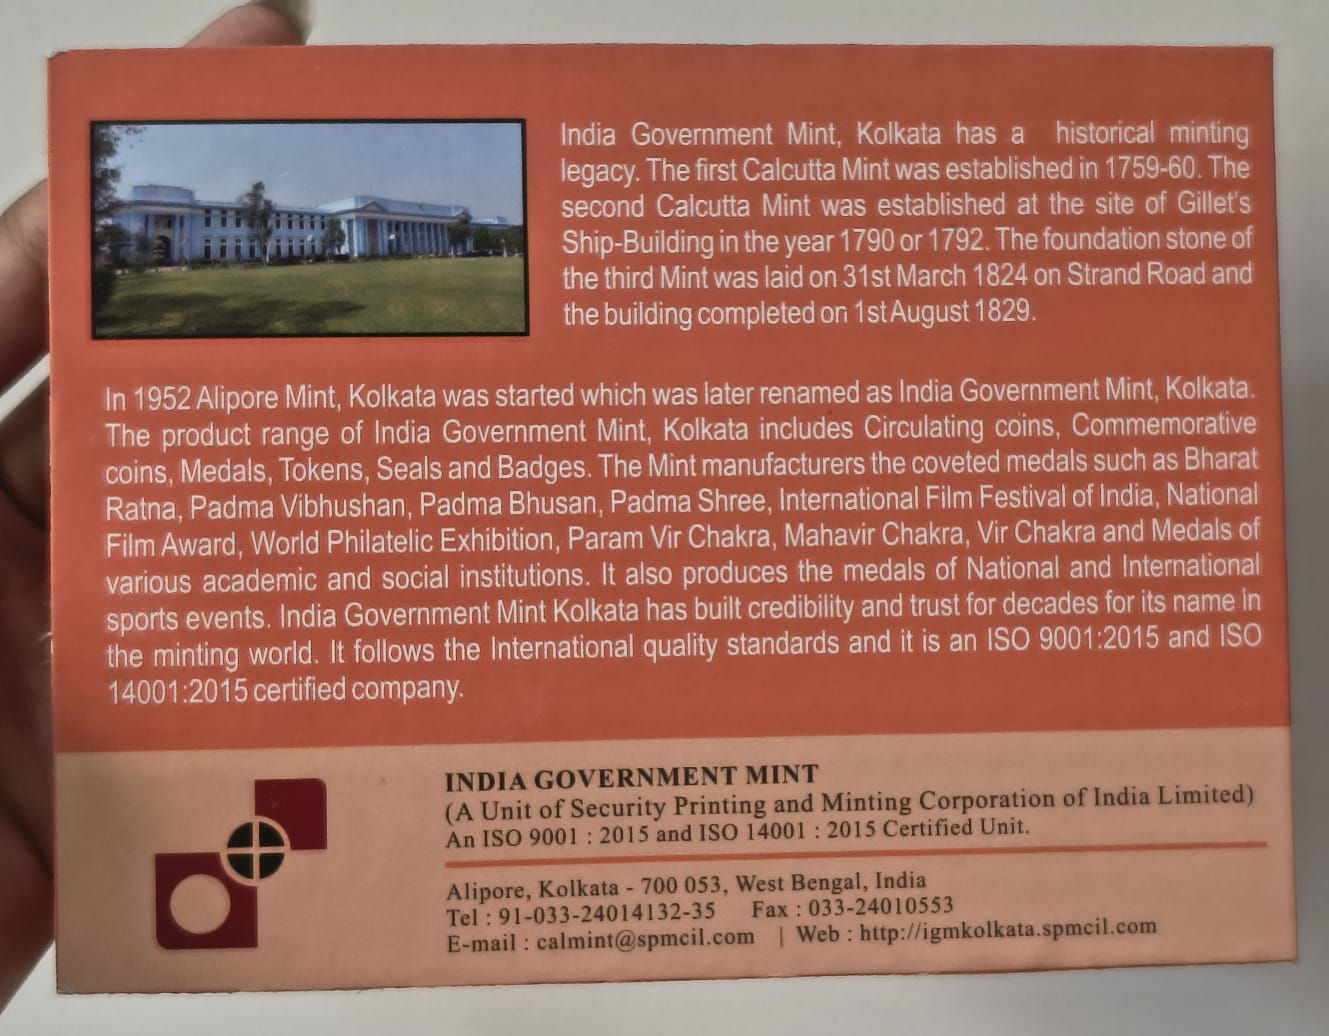 India Government Mint, Kolkata has a historical minting
legacy. The first Calcutta Mint was established in 1759-60. The
second Calcutta Mint was established at the site of Gillet's
Ship-Building in the year 1790 or 1792. The foundation stone of
the third Mint was laid on 31st March 1824 on Strand Road and
the building completed on 1st August 1829.
In 1952 Alipore Mint, Kolkata was started which was later renamed as India Government Mint, Kolkata.
The product range of India Government Mint, Kolkata includes Circulating coins, Commemorative
coins, Medals, Tokens, Seals and Badges. The Mint manufacturers the coveted medals such as Bharat
Ratna, Padma Vibhushan, Padma Bhusan, Padma Shree, International Film Festival of India, National
Film Award, World Philatelic Exhibition, Param Vir Chakra, Mahavir Chakra, Vir Chakra and Medals of
various academic and social institutions. It also produces the medals of National and International
sports events. India Government Mint Kolkata has built credibility and trust for decades for its name in
the minting world. It follows the International quality standards and it is an ISO 9001:2015 and ISO
14001:2015 certified company.
INDIA GOVERNMENT MINT
(A Unit of Security Printing and Minting Corporation of India Limited)
An ISO 9001 : 2015 and ISO 14001 : 2015 Certified Unit.
Alipore, Kolkata - 700 053, West Bengal, India
Tel : 91-033-24014132-35 Fax : 033-24010553
E-mail : calmint@spmcil.com | Web : http://igmkolkata.spmcil.com